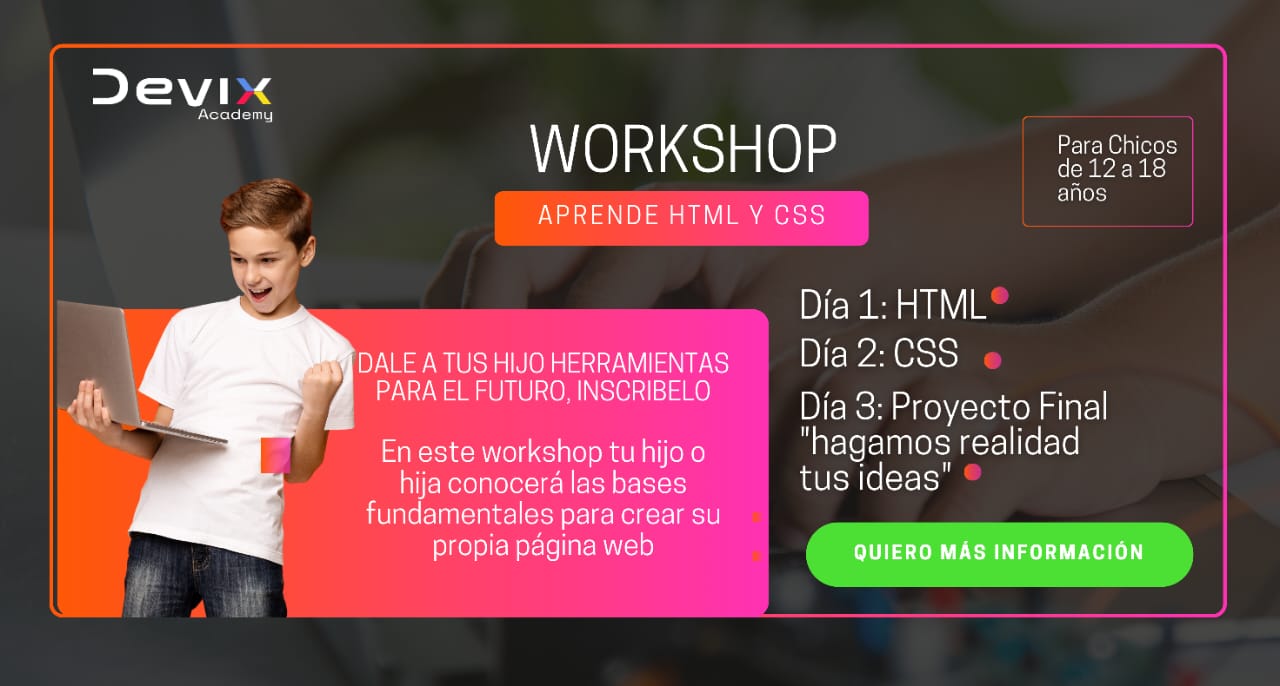 Devix
Academy
WORKSHOP
APRENDE HTML Y CSS
Para Chicos
de 12 a 18
años
DALE A TUS HIJO HERRAMIENTAS
PARA EL FUTURO, INSCRIBELO
En este workshop tu hijo o
hija conocerá las bases
fundamentales para crear su
propia página web
Día 1: HTML
Día 2: CSS
Día 3: Proyecto Final
"hagamos realidad
tus ideas"
QUIERO MÁS INFORMACIÓN